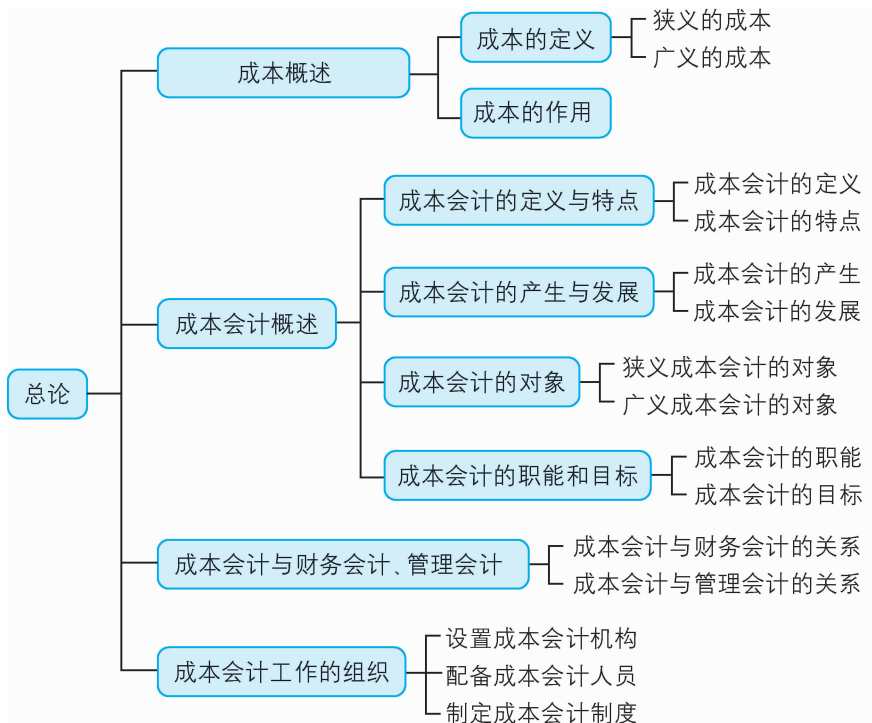 总论
成本概述
成本的定义
狭义的成本
广义的成本
成本的作用
成本会计概述
成本会计的定义与特点
成本会计的定义
成本会计的特点
成本会计的产生与发展
成本会计的产生
成本会计的发展
成本会计的对象
狭义成本会计的对象
广义成本会计的对象
成本会计的职能和目标
成本会计的职能
成本会计的目标
成本会计与财务会计、管理会计
成本会计与财务会计的关系
成本会计与管理会计的关系
成本会计工作的组织
设置成本会计机构
配备成本会计人员
制定成本会计制度